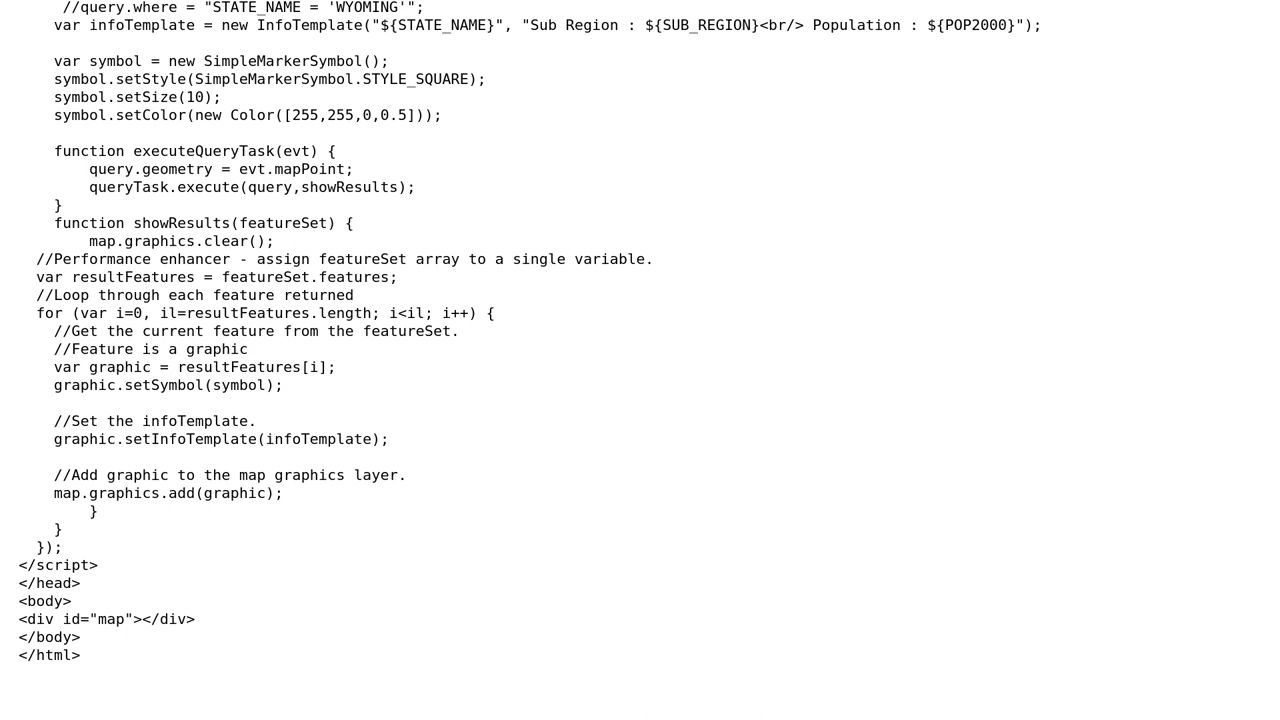 //query.where = "STATE_NAME = 'WYOMING'";
var infoTemplate = new InfoTemplate("${STATE_NAME}", "Sub Region : ${SUB_REGION}<br/> Population : ${POP2000}");
var symbol = new SimpleMarkerSymbol();
symbol.setStyle(SimpleMarkerSymbol.STYLE_SQUARE);
symbol.setSize(10);
symbol.setColor(new Color([255,255,0,0.5]));
function executeQueryTask(evt) {
query.geometry = evt.mapPoint;
queryTask.execute(query,showResults);
}
function showResults(featureSet) {
map.graphics.clear();
//Performance enhancer - assign featureSet array to a single variable.
var resultFeatures = featureSet.features;
//Loop through each feature returned
for (var i=0, il=resultFeatures.length; i<il; i++) {
//Get the current feature from the featureSet.
//Feature is a graphic
var graphic = resultFeatures[i];
graphic.setSymbol(symbol);
//Set the infoTemplate.
graphic.setInfoTemplate(infoTemplate);
//Add graphic to the map graphics layer.
map.graphics.add(graphic);
}
}
});
</script>
</head>
<body>
<div id="map"></div>
</body>
</html>